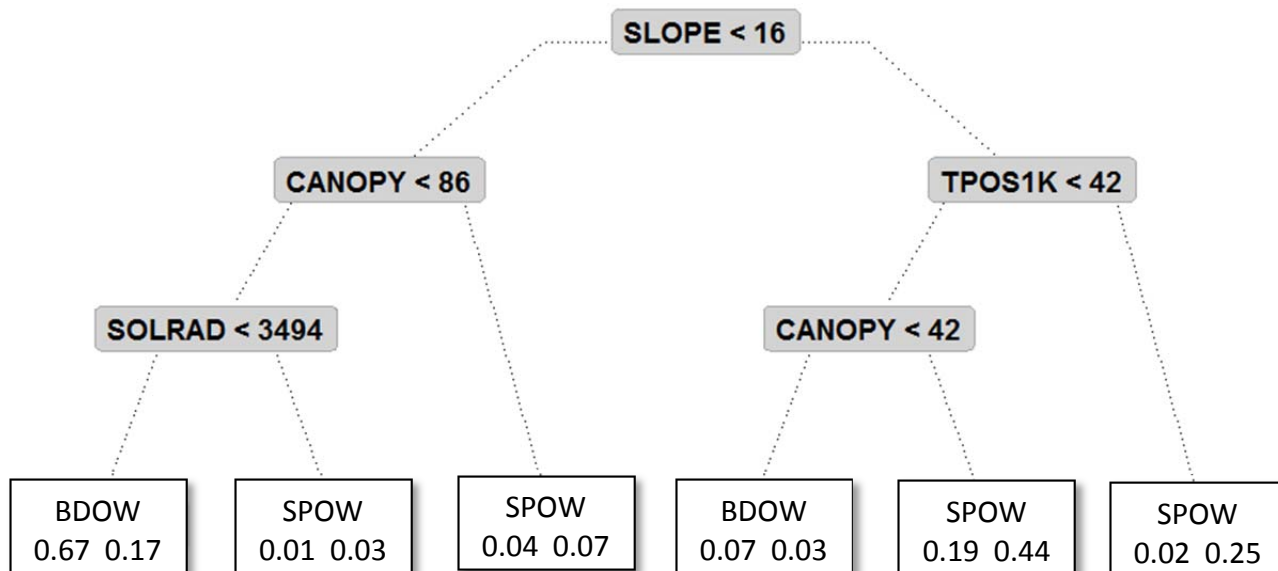 SLOPE < 16
CANOPY < 86
TPOS1K < 42
SOLRAD < 3494
CANOPY < 42
BDOW
0.67 0.17
SPOW
0.01 0.03
SPOW
0.04 0.07
BDOW
0.07 0.03
SPOW
0.19 0.44
SPOW
0.02 0.25